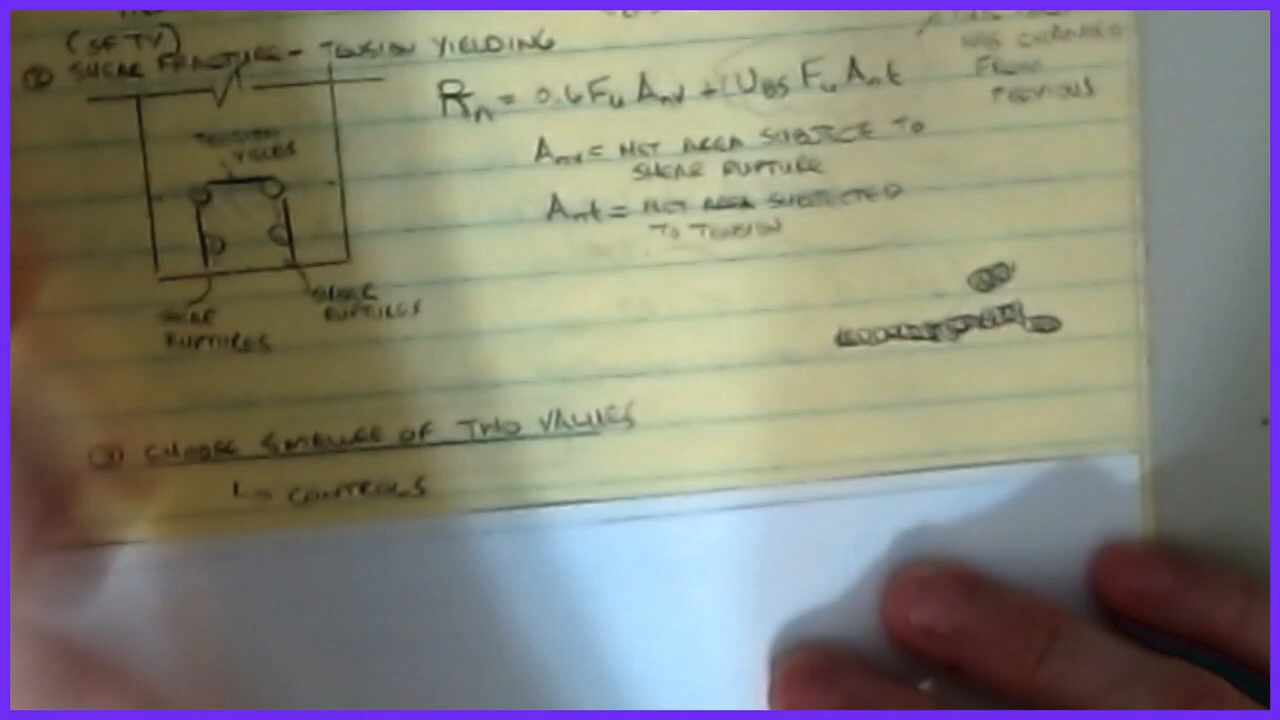 (SFTY)
② SHEAR FRACTURE - TENSION YIELDING
Rn = 0.6 Fu Anv + UBS Fu Ant
HAS CHANGED
FROM
PREVIOUS
Anv = NET AREA SUBJECT TO
SHEAR RUPTURE
Ant = NET AREA SUBJECTED
TO TENSION
TENSION
YIELDS
SHEAR
RUPTURES
SHEAR
RUPTURES
③ CHOOSE SMALLER OF TWO VALUES
↳ CONTROLS